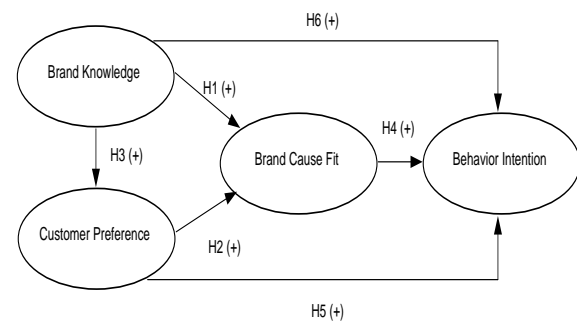 H6 (+)
Brand Knowledge
H1 (+)
H4 (+)
H3 (+)
Brand Cause Fit
Behavior Intention
Customer Preference
H2 (+)
H5 (+)